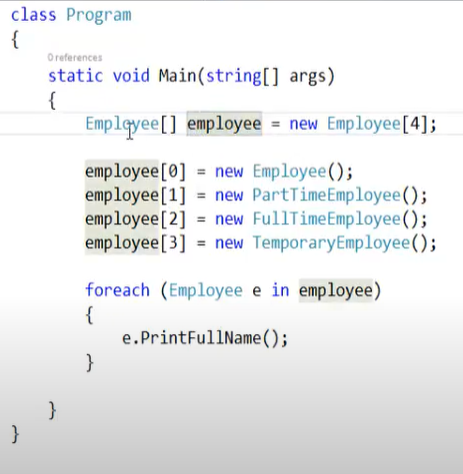 class Program
{
0 references
static void Main(string[] args)
{
Employee[] employee = new Employee[4];
employee[0] = new Employee();
employee[1] = new PartTimeEmployee();
employee[2] = new FullTimeEmployee();
employee[3] = new TemporaryEmployee();
foreach (Employee e in employee)
{
e.PrintFullName();
}
}
}